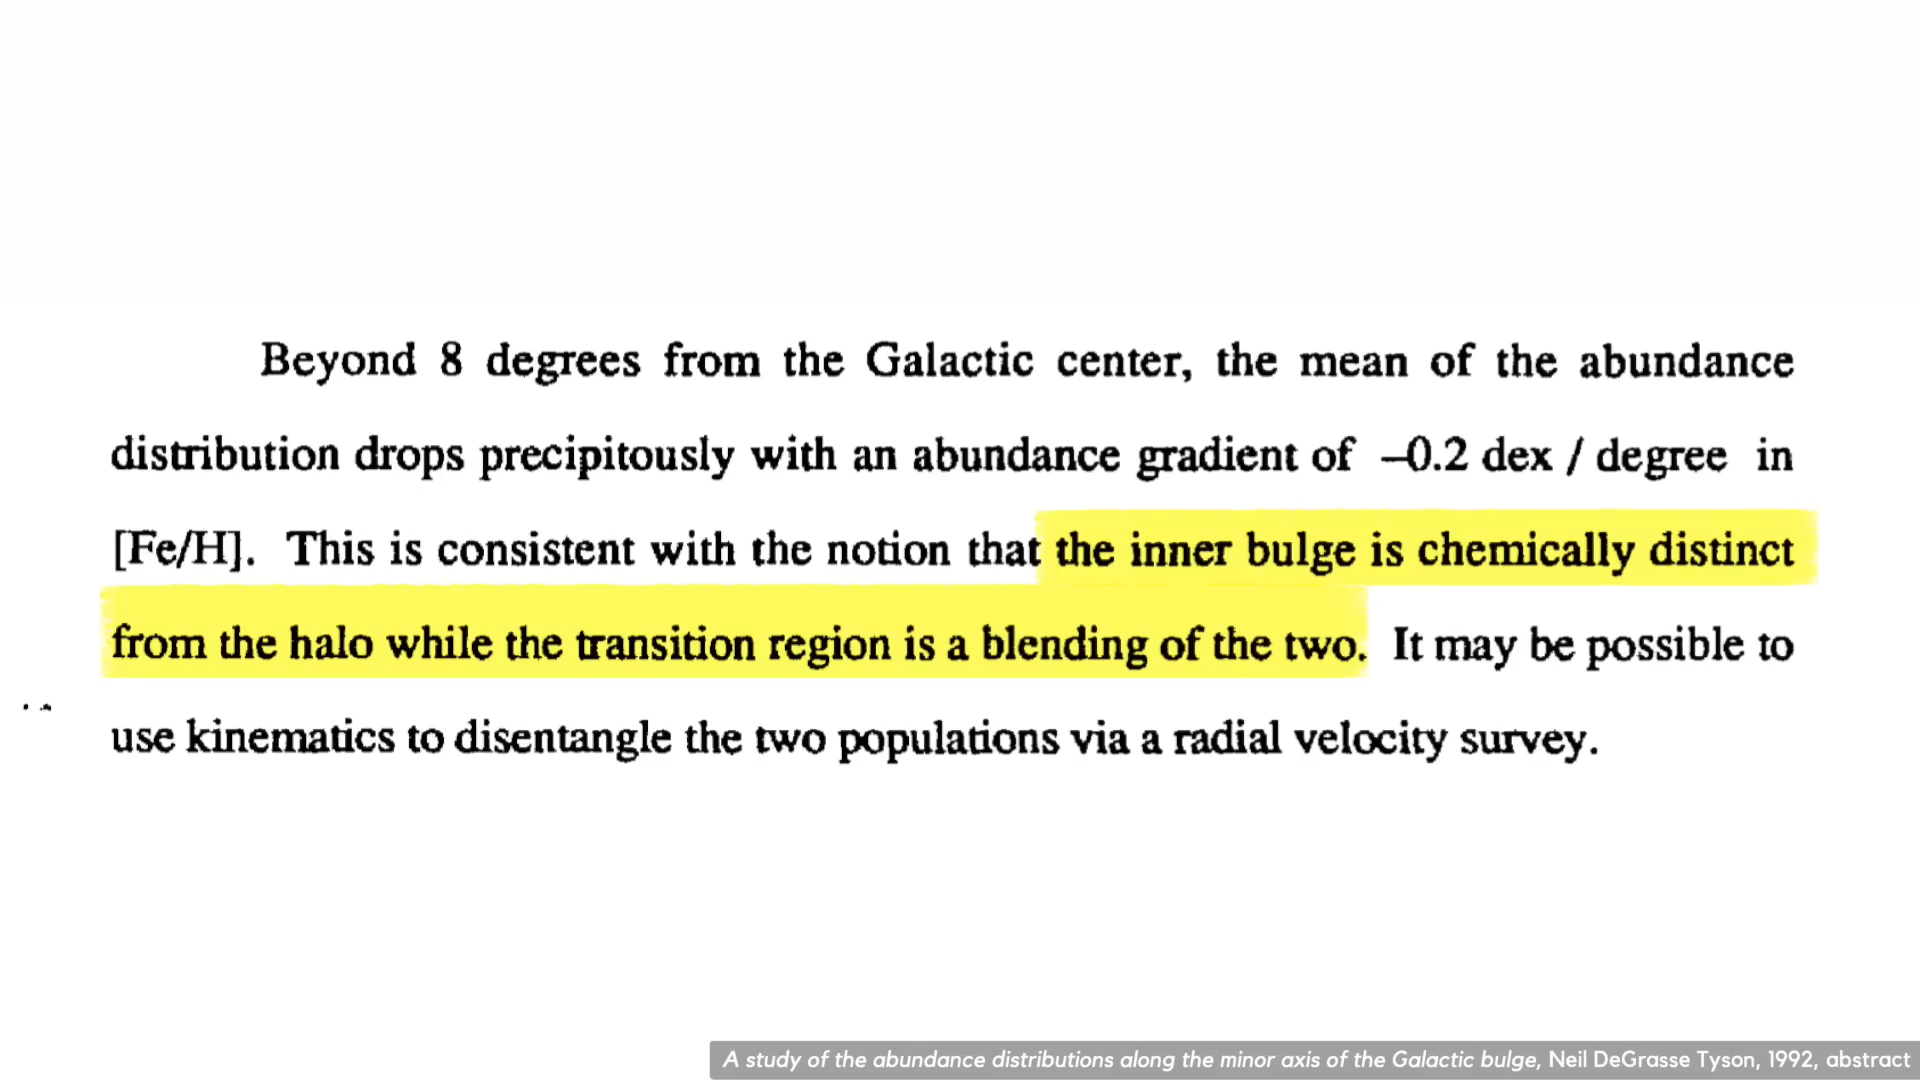 Beyond 8 degrees from the Galactic center, the mean of the abundance
distribution drops precipitously with an abundance gradient of –0.2 dex / degree in
[Fe/H]. This is consistent with the notion that the inner bulge is chemically distinct
from the halo while the transition region is a blending of the two. It may be possible to
use kinematics to disentangle the two populations via a radial velocity survey.
A study of the abundance distributions along the minor axis of the Galactic bulge, Neil DeGrasse Tyson, 1992, abstract